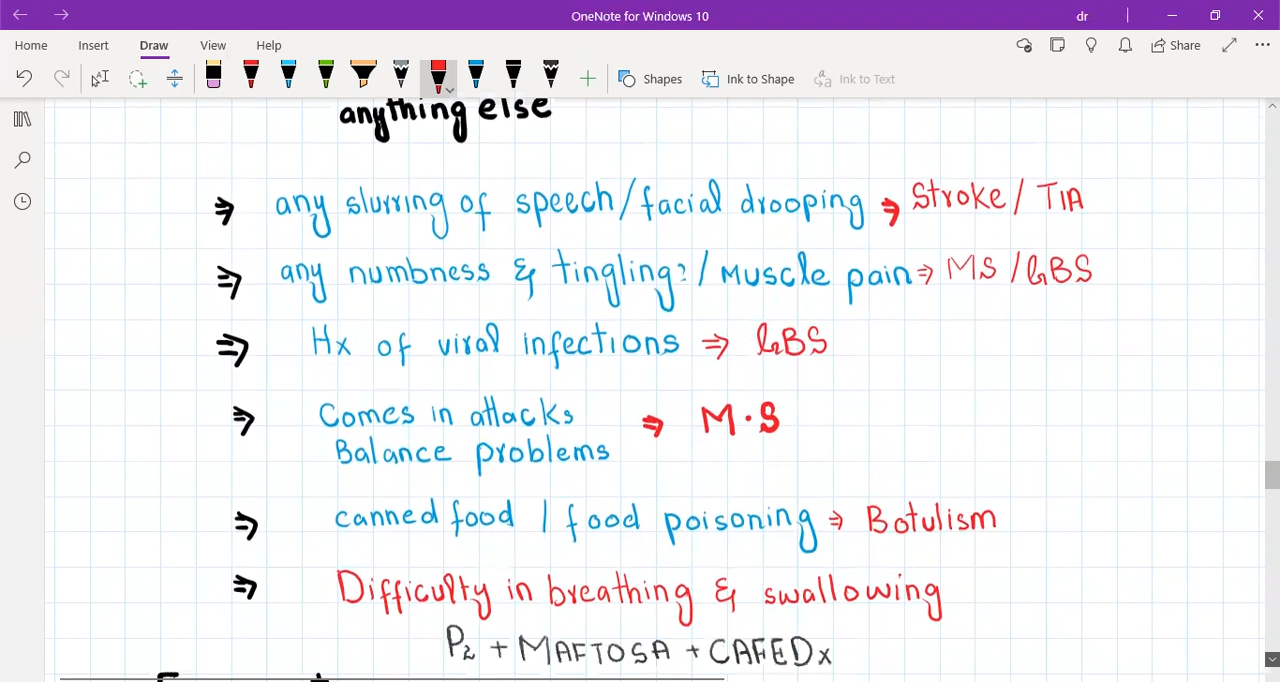 OneNote for Windows 10
dr
Home Insert Draw View Help
Share
Shapes Ink to Shape Ink to Text
anything else
⇒ any slurring of speech/facial drooping ⇒ Stroke / TIA
⇒ any numbness & tingling?/ Muscle pain ⇒ MS / GBS
⇒ Hx of viral infections ⇒ GBS
⇒ Comes in attacks ⇒ M.S
Balance problems
⇒ canned food / food poisoning ⇒ Botulism
⇒ Difficulty in breathing & swallowing
P2 + MAFTOSA + CAFEDx